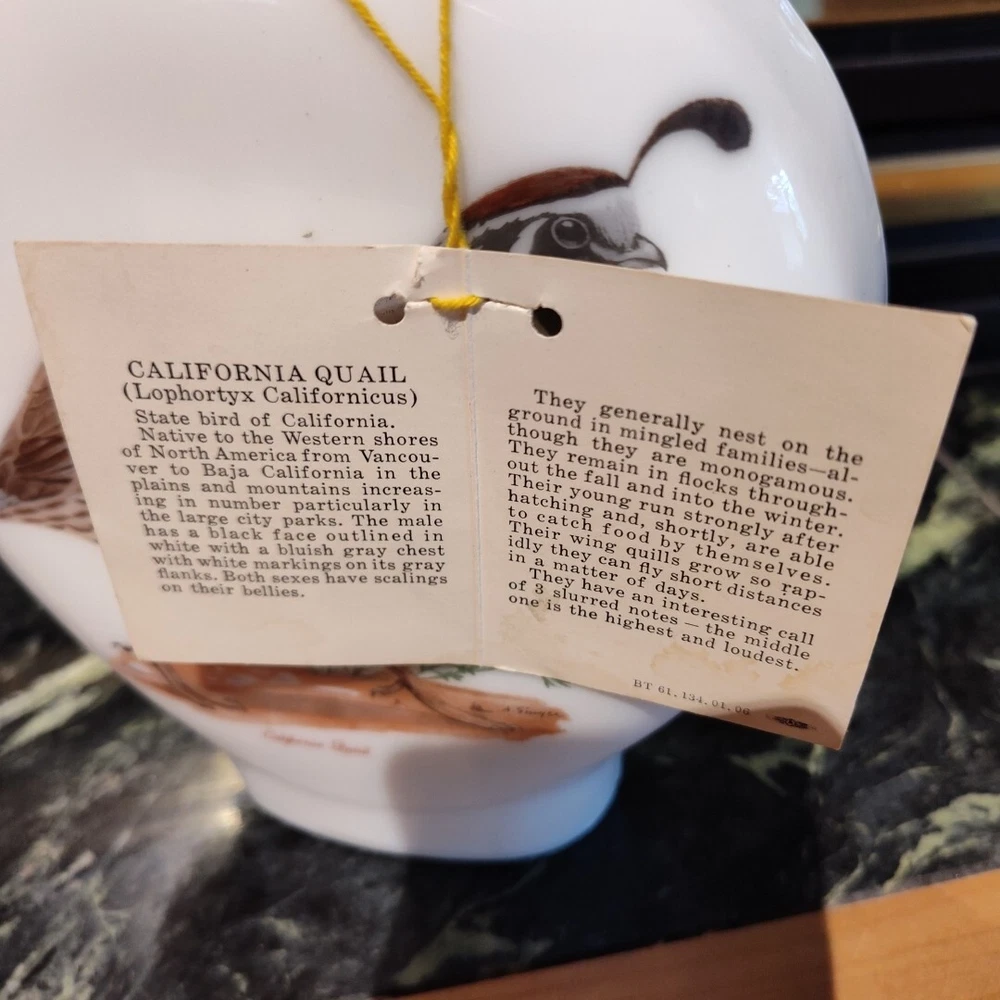 CALIFORNIA QUAIL
(Lophortyx Californicus)
State bird of California.
Native to the Western shores
of North America from Vancou-
ver to Baja California in the
plains and mountains increas-
ing in number particularly in
the large city parks. The male
has a black face outlined in
white with a bluish gray chest
with white markings on its gray
flanks. Both sexes have scalings
on their bellies.
They generally nest on the
ground in mingled families—al-
though they are monogamous.
They remain in flocks through-
out the fall and into the winter.
Their young run strongly after
hatching and, shortly, are able
to catch food by themselves.
Their wing quills grow so rap-
idly they can fly short distances
in a matter of days.
They have an interesting call
of 3 slurred notes — the middle
one is the highest and loudest.
BT 61.134.01.06
California Quail